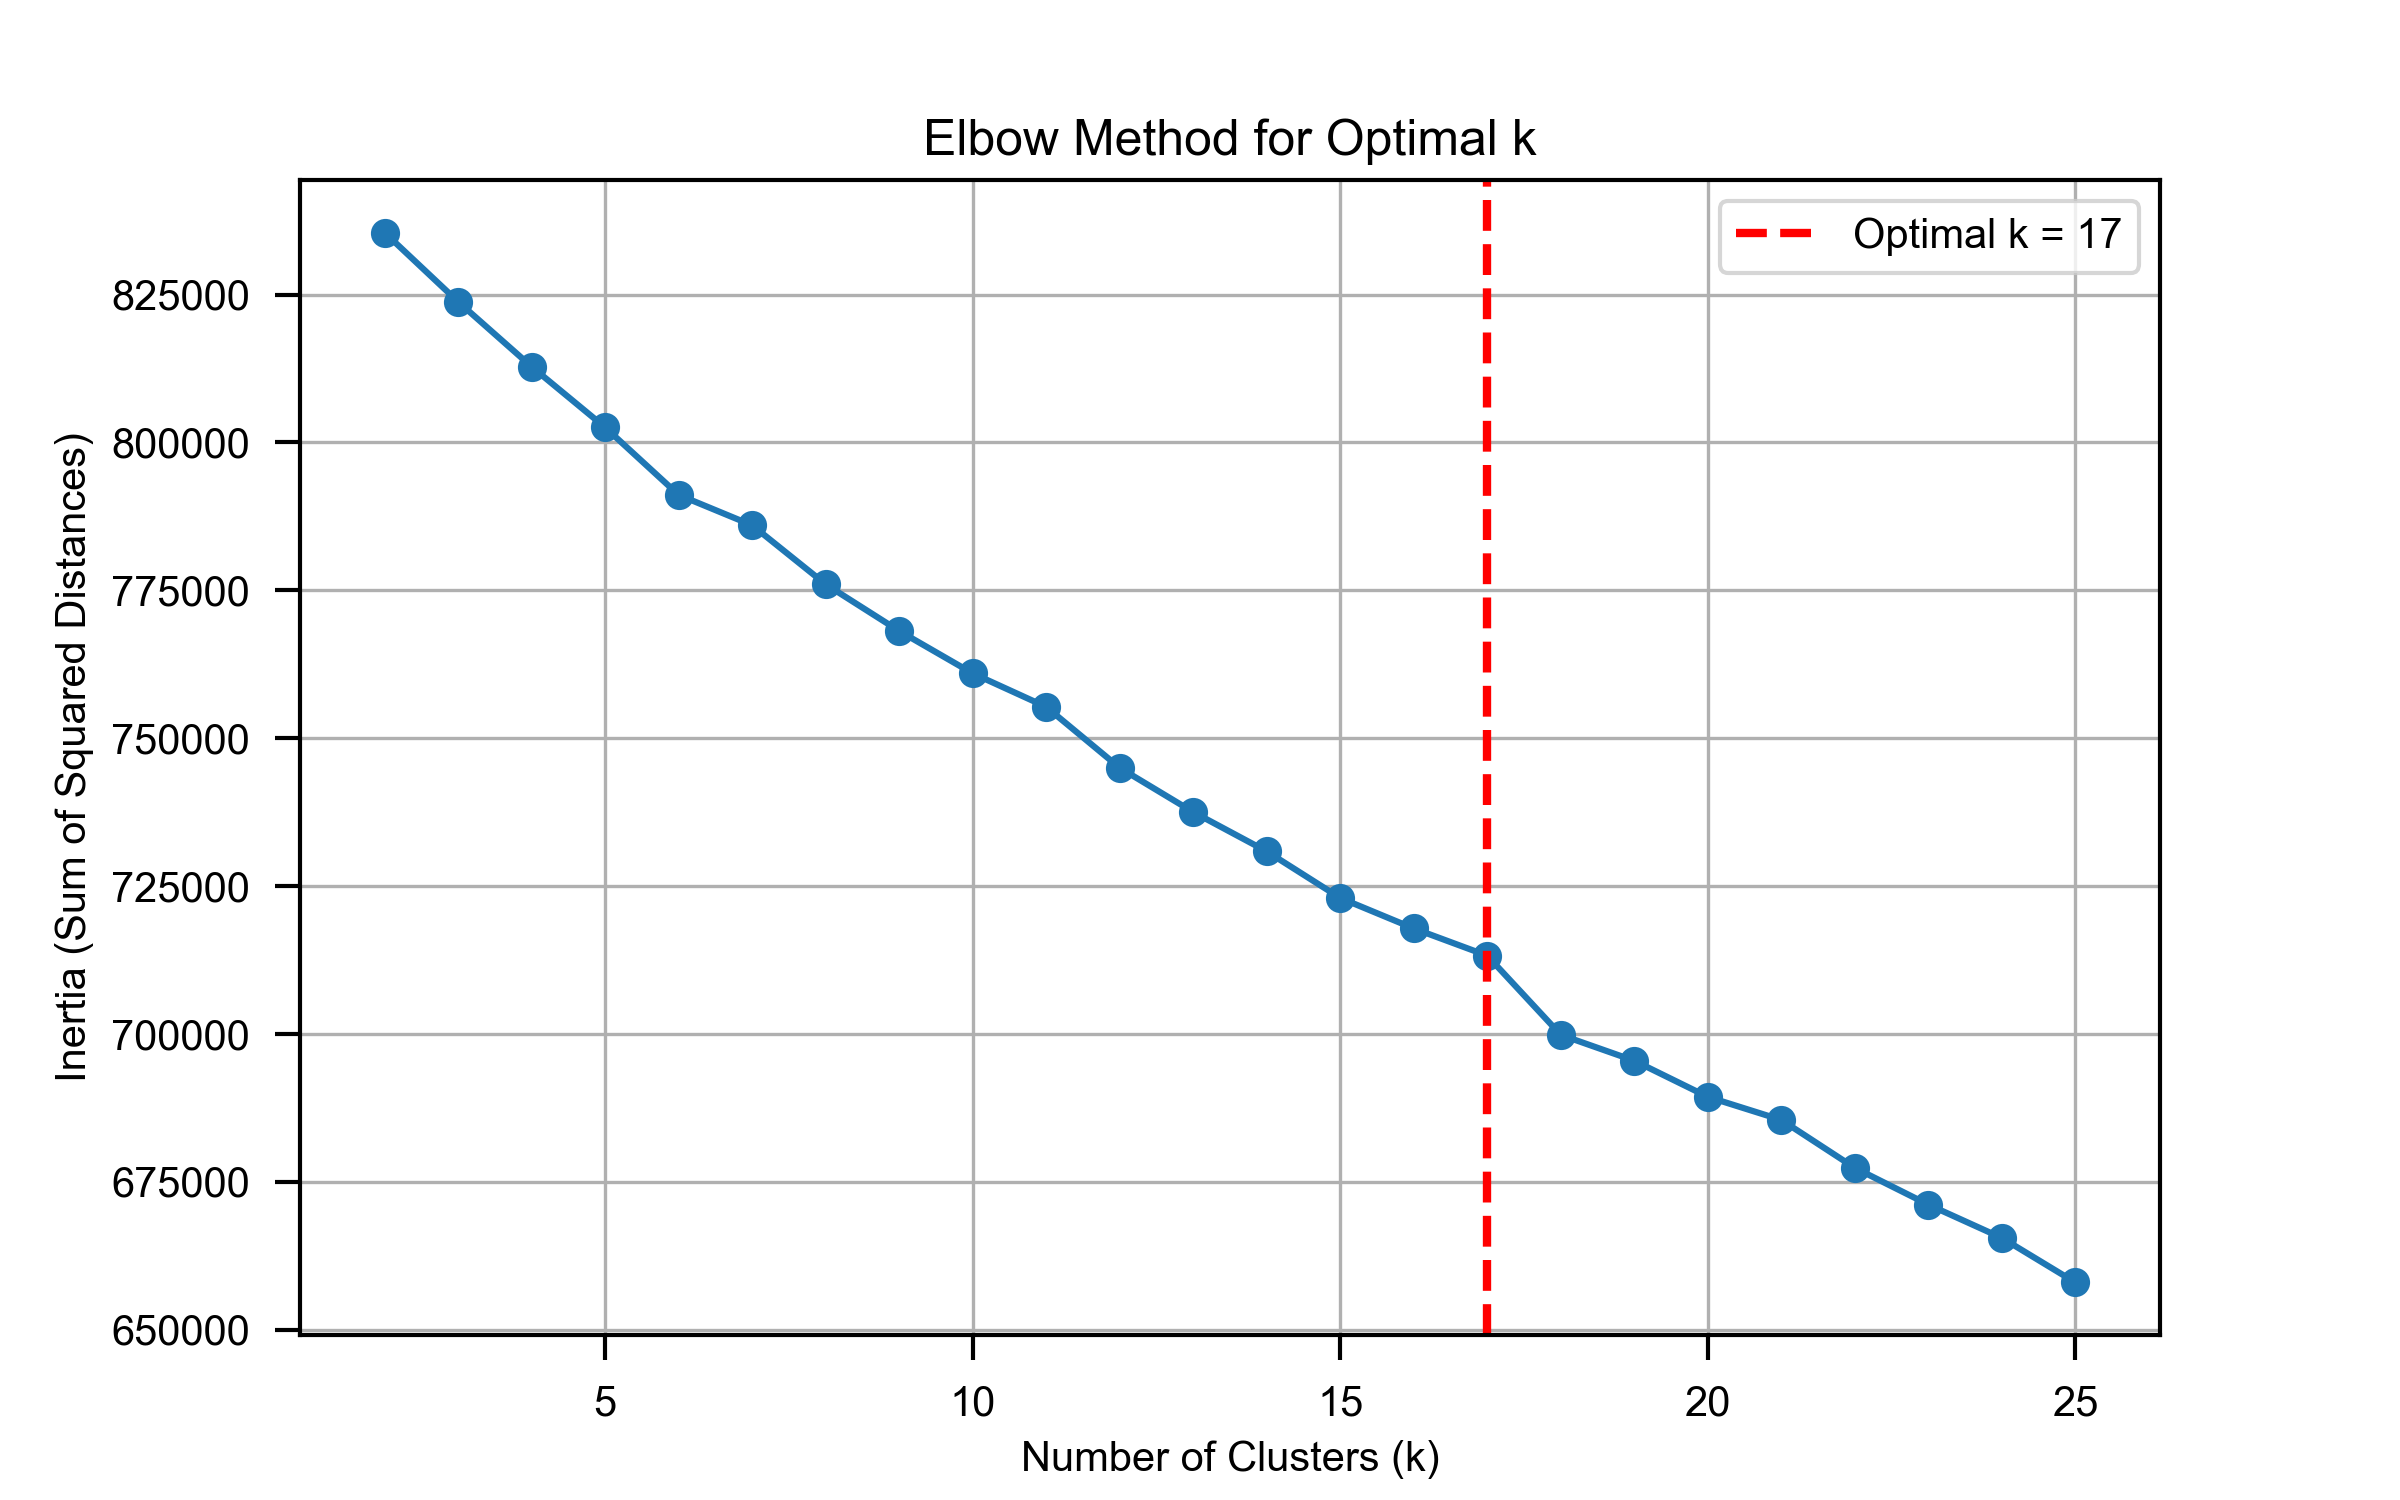 Elbow Method for Optimal k
Optimal k = 17
Inertia (Sum of Squared Distances)
825000
800000
775000
750000
725000
700000
675000
650000
5 10 15 20 25
Number of Clusters (k)